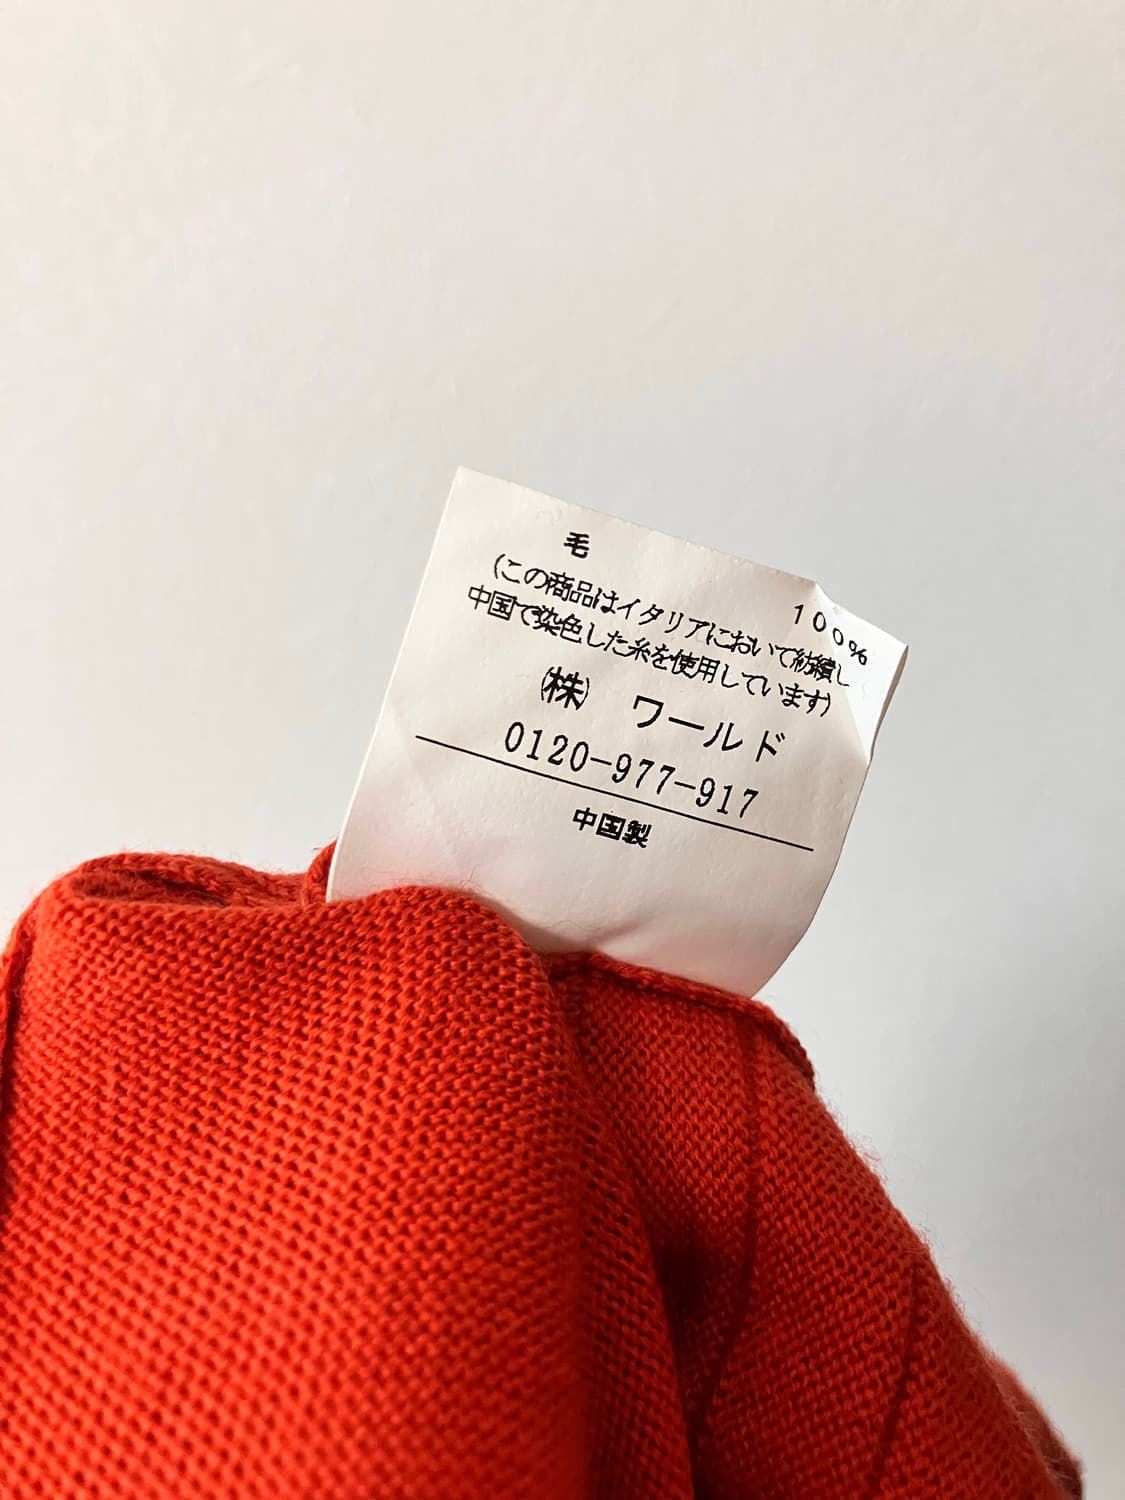 毛 100%
(この商品はイタリアにおいて紡績し
中国で染色した糸を使用しています)
(株) ワールド
0120-977-917
中国製